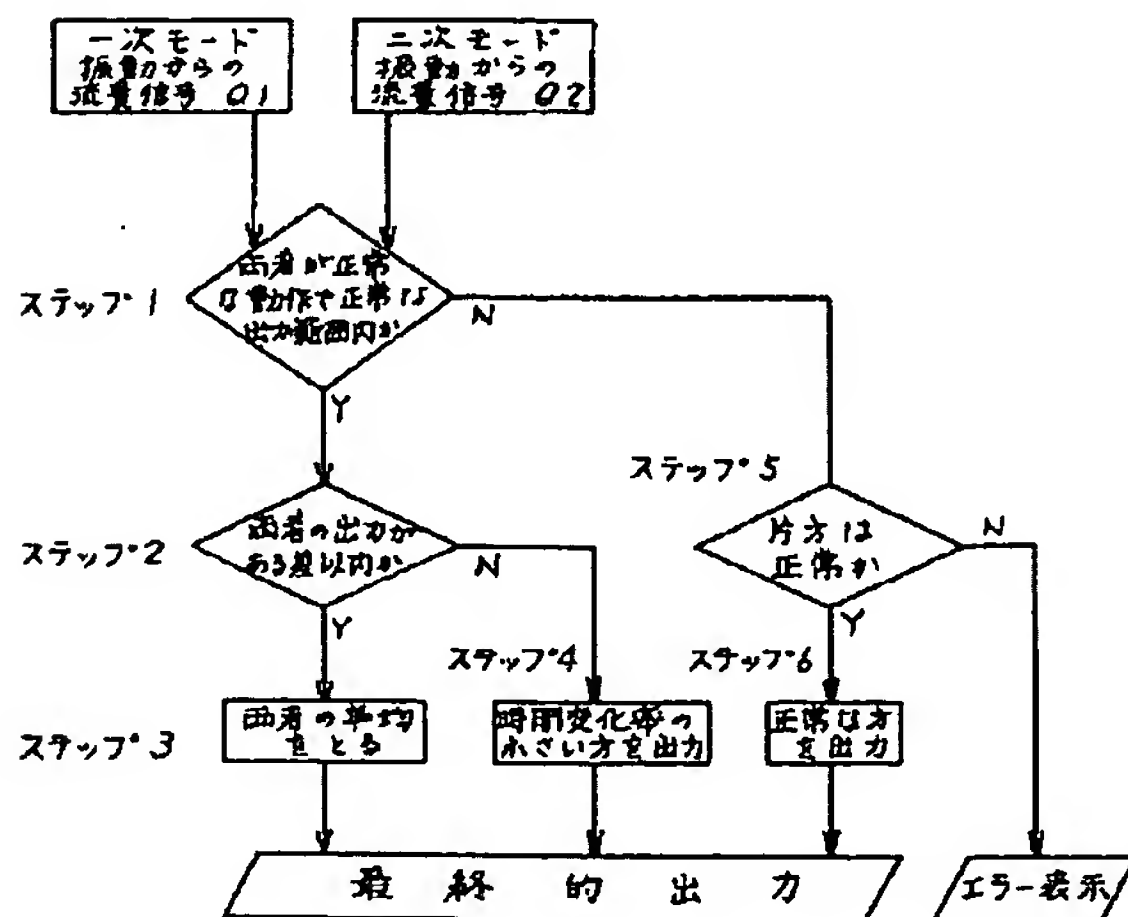 一次モード
振動からの
流量信号 Q1
二次モード
振動からの
流量信号 Q2
ステップ1
両者が正常
な動作で正常な
出力範囲内か
N
Y
ステップ2
両者の出力が
ある差以内か
N
Y
ステップ5
片方は
正常か
N
Y
ステップ3
両者の平均
をとる
ステップ4
時間変化率の
小さい方を出力
ステップ6
正常な方
を出力
最終的出力
エラー表示